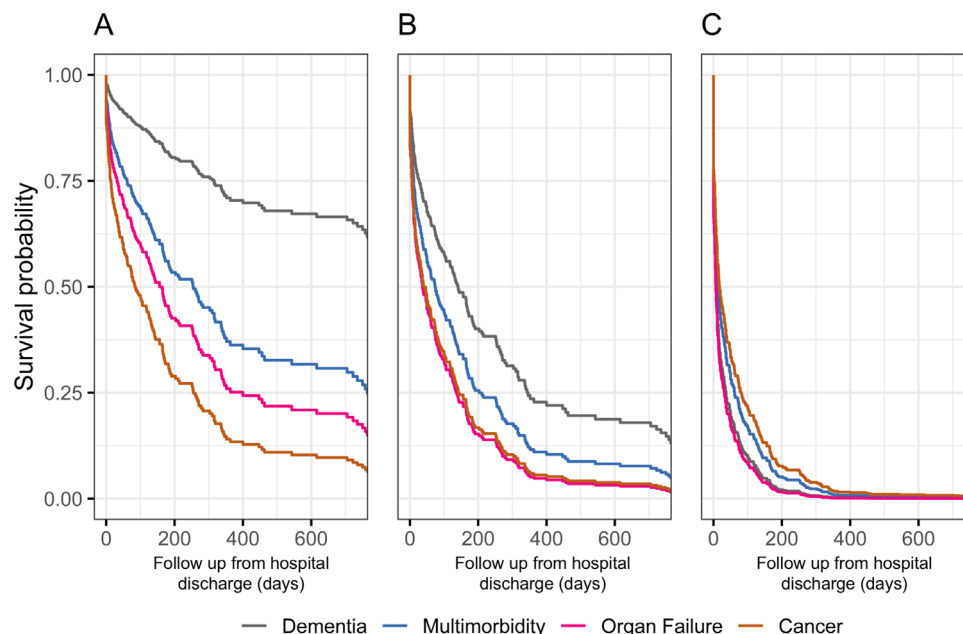 A B C
Survival probability
1.00
0.75
0.50
0.25
0.00
0 200 400 600 0 200 400 600 0 200 400 600
Follow up from hospital Follow up from hospital Follow up from hospital
discharge (days) discharge (days) discharge (days)
Dementia Multimorbidity Organ Failure Cancer